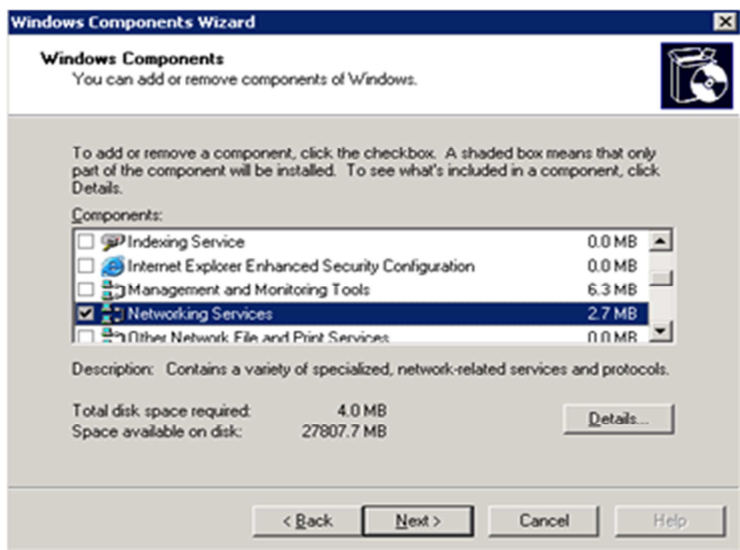 Windows Components Wizard
Windows Components
You can add or remove components of Windows.
To add or remove a component, click the checkbox. A shaded box means that only
part of the component will be installed. To see what's included in a component, click
Details.
Components:
Indexing Service 0.0 MB
Internet Explorer Enhanced Security Configuration 0.0 MB
Management and Monitoring Tools 6.3 MB
Networking Services 2.7 MB
Other Network File and Print Services 0.0 MB
Description: Contains a variety of specialized, network-related services and protocols.
Total disk space required: 4.0 MB
Space available on disk: 27807.7 MB
Details...
< Back Next > Cancel Help